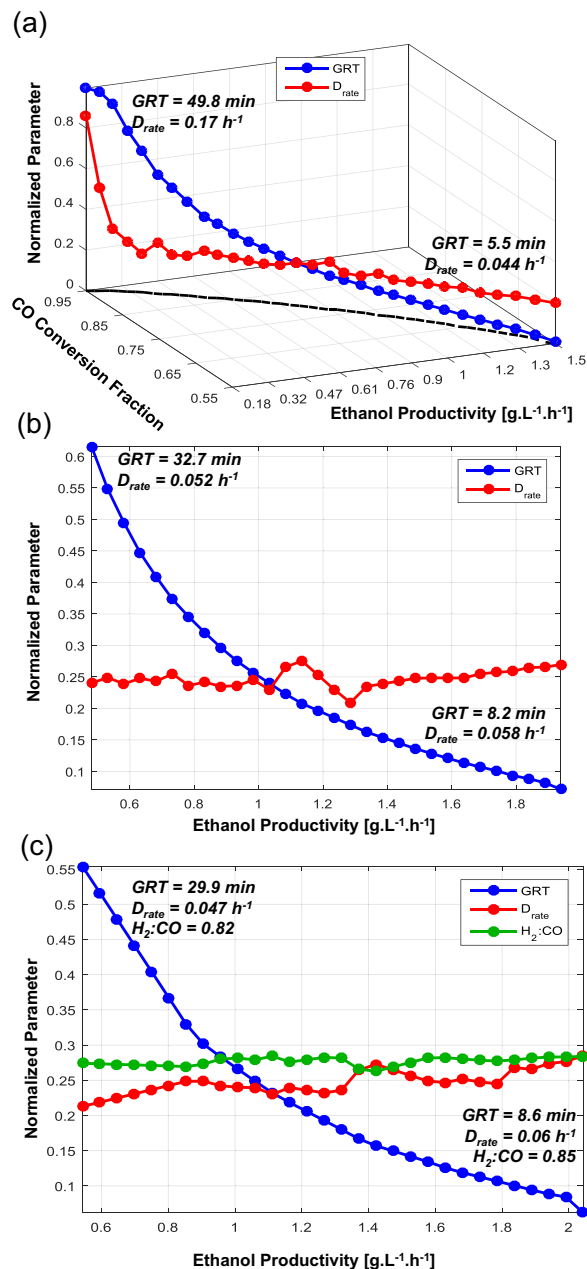 (a)
GRT
D_rate
GRT = 49.8 min
D_rate = 0.17 h⁻¹
GRT = 5.5 min
D_rate = 0.044 h⁻¹
Normalized Parameter
0.8
0.6
0.4
0.2
0
0.95
0.85
0.75
0.65
0.55
CO Conversion Fraction
0.18
0.32
0.47
0.61
0.76
0.9
1
1.2
1.3
1.5
Ethanol Productivity [g.L⁻¹.h⁻¹]
(b)
GRT = 32.7 min
D_rate = 0.052 h⁻¹
GRT
D_rate
GRT = 8.2 min
D_rate = 0.058 h⁻¹
Normalized Parameter
0.6
0.55
0.5
0.45
0.4
0.35
0.3
0.25
0.2
0.15
0.1
0.6 0.8 1 1.2 1.4 1.6 1.8
Ethanol Productivity [g.L⁻¹.h⁻¹]
(c)
GRT = 29.9 min
D_rate = 0.047 h⁻¹
H₂:CO = 0.82
GRT
D_rate
H₂:CO
GRT = 8.6 min
D_rate = 0.06 h⁻¹
H₂:CO = 0.85
Normalized Parameter
0.55
0.5
0.45
0.4
0.35
0.3
0.25
0.2
0.15
0.1
0.6 0.8 1 1.2 1.4 1.6 1.8 2
Ethanol Productivity [g.L⁻¹.h⁻¹]